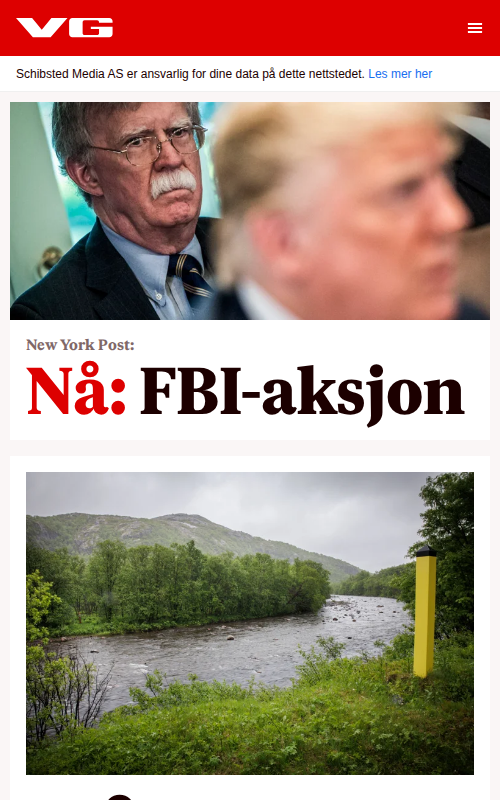 VG
Schibsted Media AS er ansvarlig for dine data på dette nettstedet. Les mer her
New York Post:
Nå: FBI-aksjon